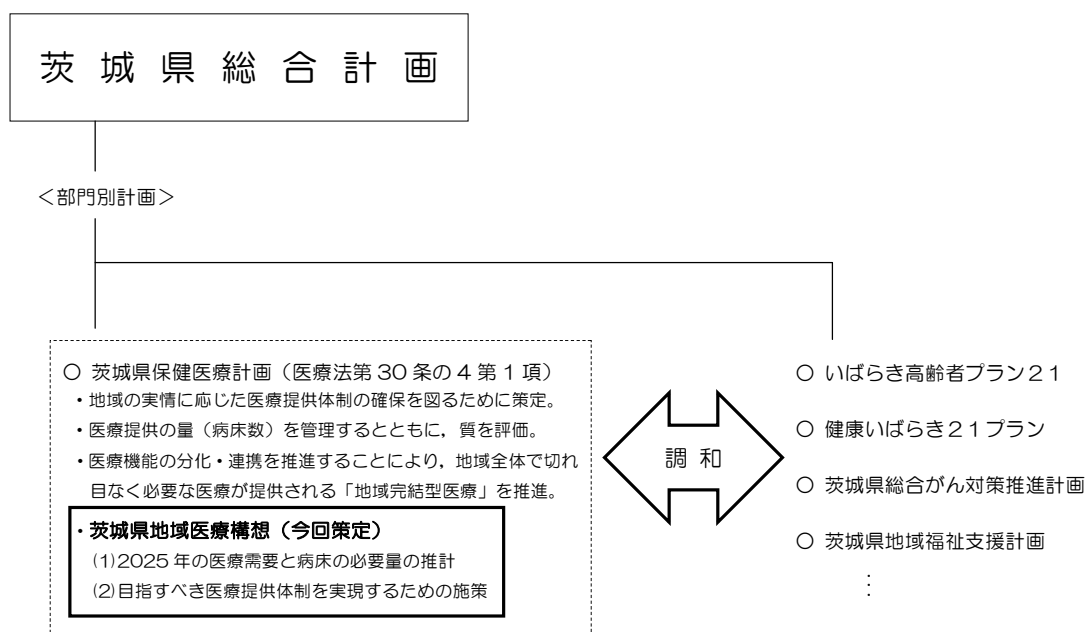 茨城県総合計画
＜部門別計画＞
○ 茨城県保健医療計画（医療法第30条の4第1項）
・地域の実情に応じた医療提供体制の確保を図るために策定。
・医療提供の量（病床数）を管理するとともに，質を評価。
・医療機能の分化・連携を推進することにより，地域全体で切れ
目なく必要な医療が提供される「地域完結型医療」を推進。
・茨城県地域医療構想（今回策定）
(1)2025年の医療需要と病床の必要量の推計
(2)目指すべき医療提供体制を実現するための施策
調 和
○ いばらき高齢者プラン２１
○ 健康いばらき２１プラン
○ 茨城県総合がん対策推進計画
○ 茨城県地域福祉支援計画
⋮